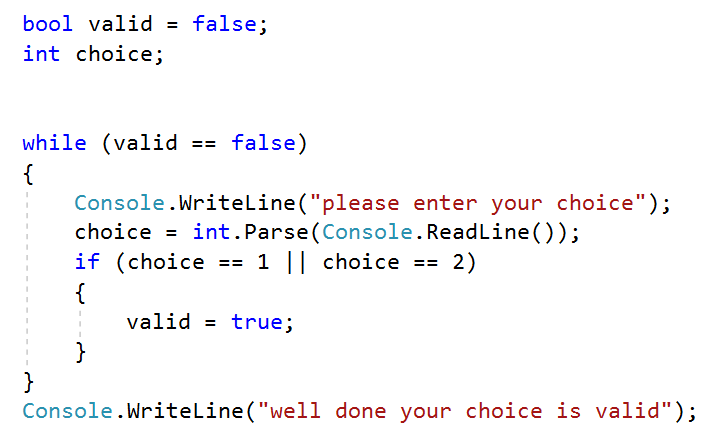 bool valid = false;
int choice;
while (valid == false)
{
Console.WriteLine("please enter your choice");
choice = int.Parse(Console.ReadLine());
if (choice == 1 || choice == 2)
{
valid = true;
}
}
Console.WriteLine("well done your choice is valid");